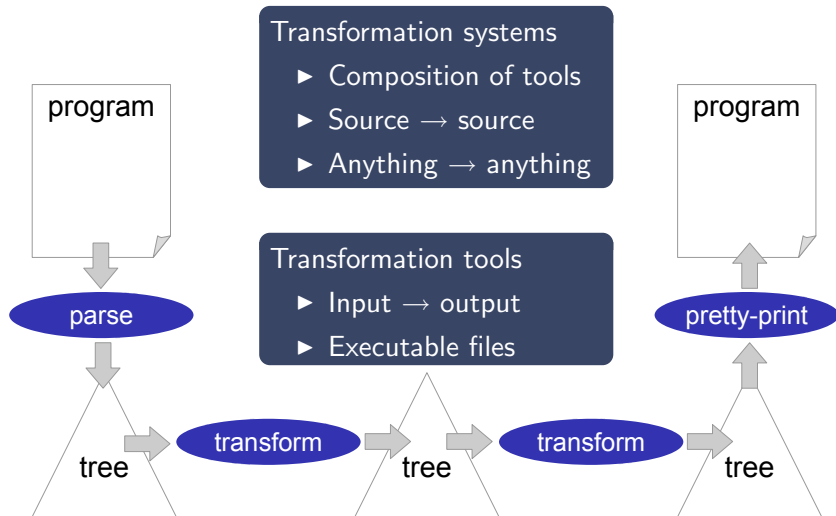 Transformation systems
► Composition of tools
► Source → source
► Anything → anything
program
program
Transformation tools
► Input → output
► Executable files
parse
pretty-print
tree
transform
tree
transform
tree